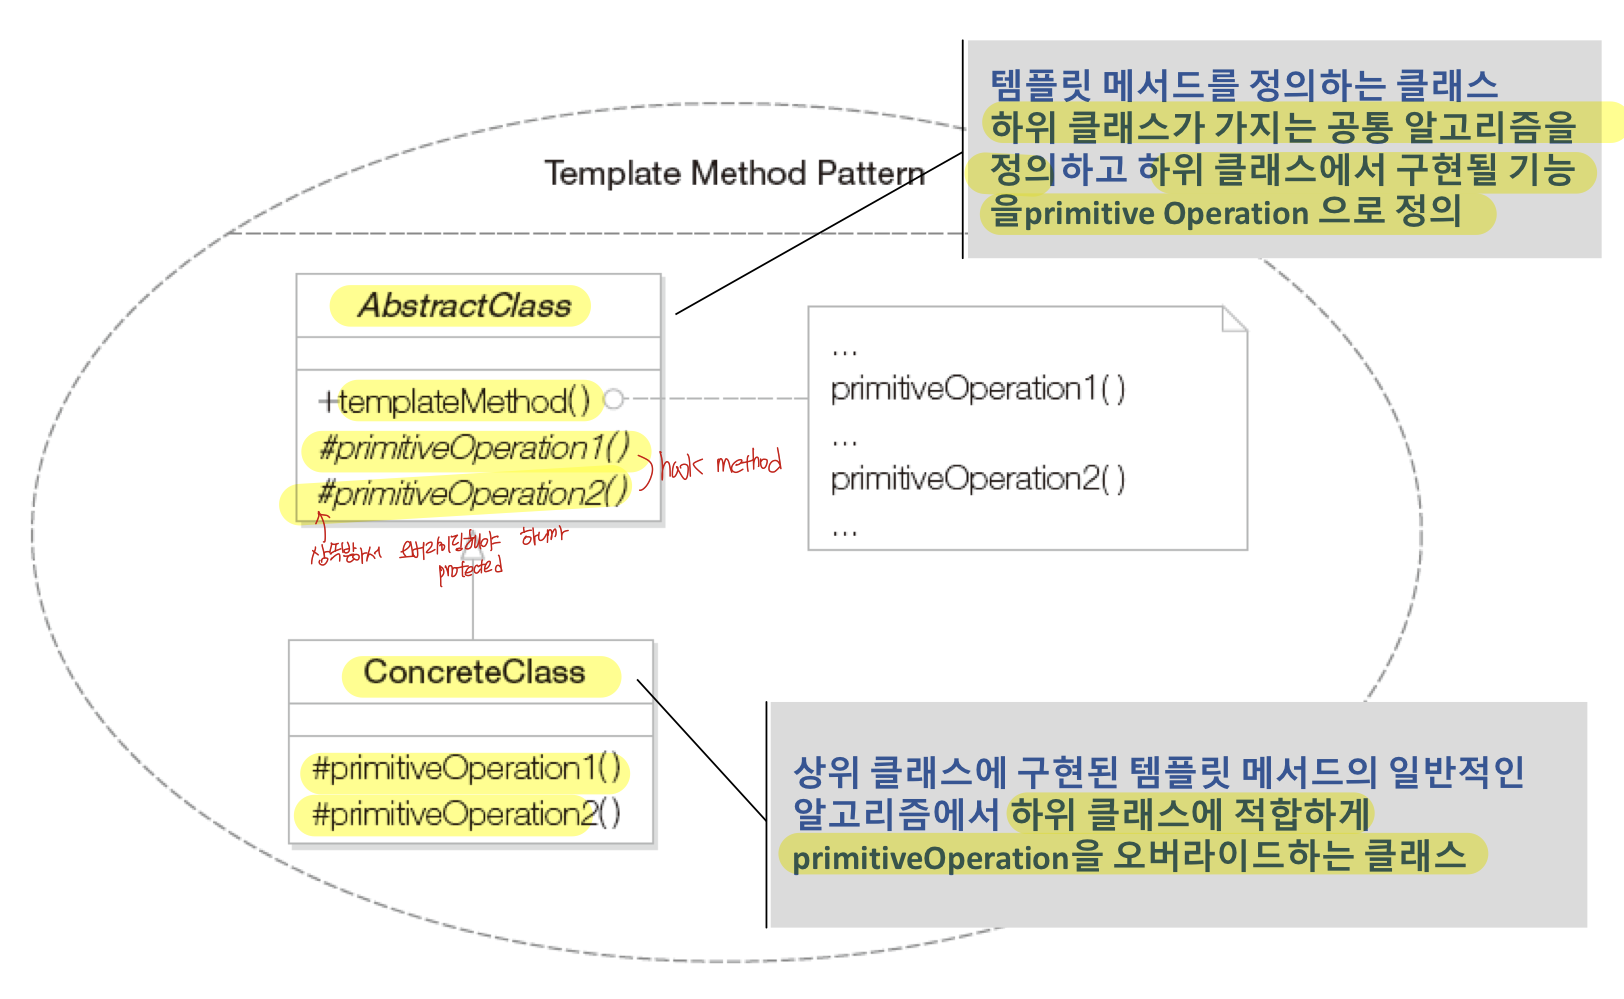 템플릿 메서드를 정의하는 클래스
하위 클래스가 가지는 공통 알고리즘을
정의하고 하위 클래스에서 구현될 기능
을primitive Operation 으로 정의
Template Method Pattern
AbstractClass
+templateMethod()
#primitiveOperation1()
#primitiveOperation2()
hook method
상속받아서 오버라이딩해야 하니까
protected
...
primitiveOperation1( )
...
primitiveOperation2( )
...
ConcreteClass
#primitiveOperation1()
#primitiveOperation2()
상위 클래스에 구현된 템플릿 메서드의 일반적인
알고리즘에서 하위 클래스에 적합하게
primitiveOperation을 오버라이드하는 클래스